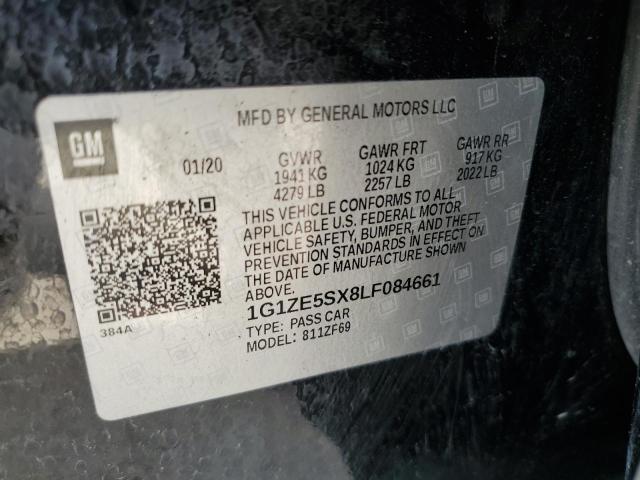 MFD BY GENERAL MOTORS LLC
GM
01/20
GVWR
1941 KG
4279 LB
GAWR FRT
1024 KG
2257 LB
GAWR RR
917 KG
2022 LB
THIS VEHICLE CONFORMS TO ALL
APPLICABLE U.S. FEDERAL MOTOR
VEHICLE SAFETY, BUMPER, AND THEFT
PREVENTION STANDARDS IN EFFECT ON
THE DATE OF MANUFACTURE SHOWN
ABOVE.
1G1ZE5SX8LF084661
TYPE: PASS CAR
MODEL: 811ZF69
384A